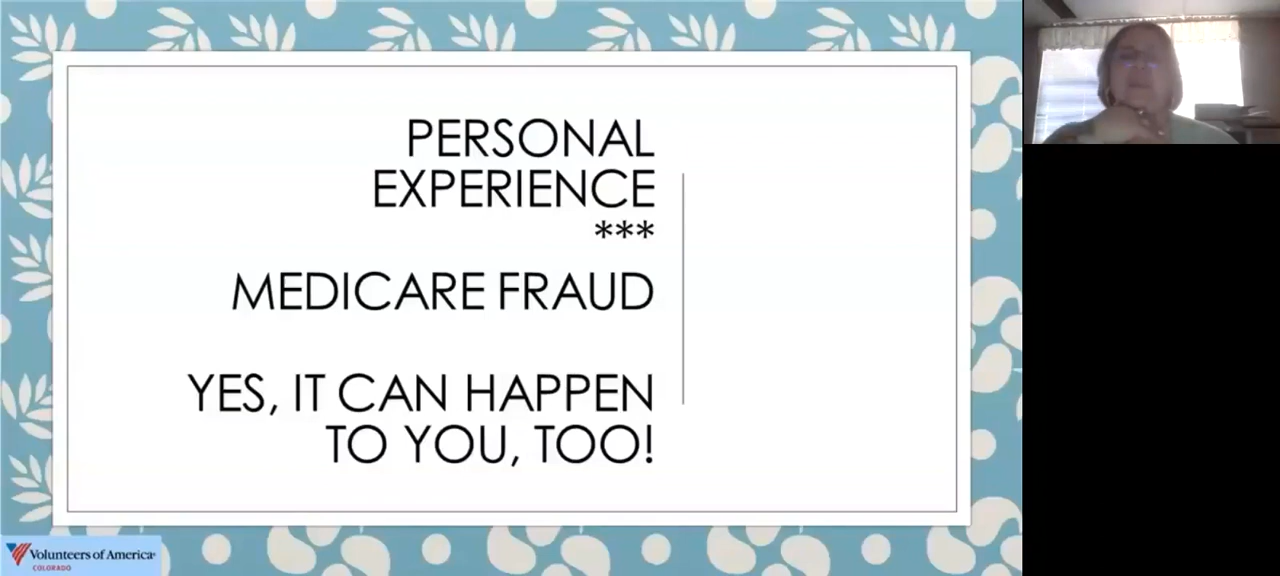 PERSONAL
EXPERIENCE
***
MEDICARE FRAUD
YES, IT CAN HAPPEN
TO YOU, TOO!
Volunteers of America
COLORADO